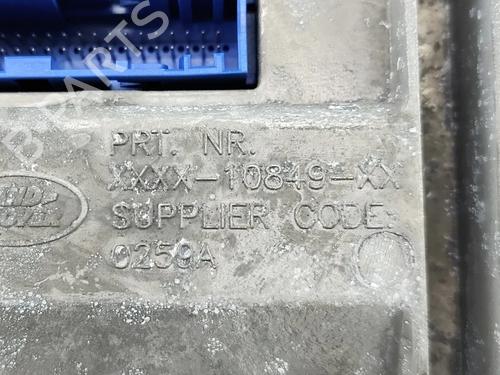 PRT. NR.
XXXX-10849-XX
SUPPLIER CODE
0259A